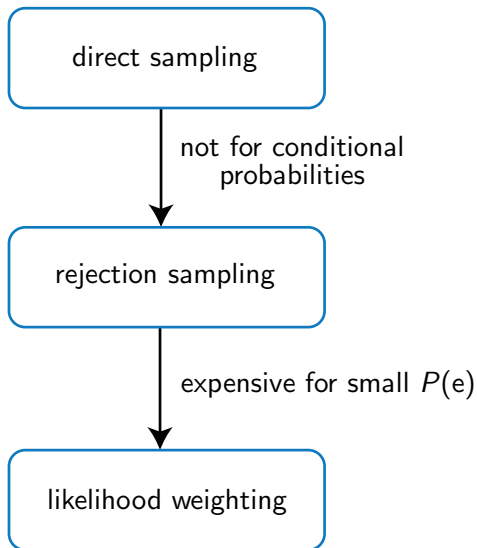 direct sampling
not for conditional
probabilities
rejection sampling
expensive for small P(e)
likelihood weighting